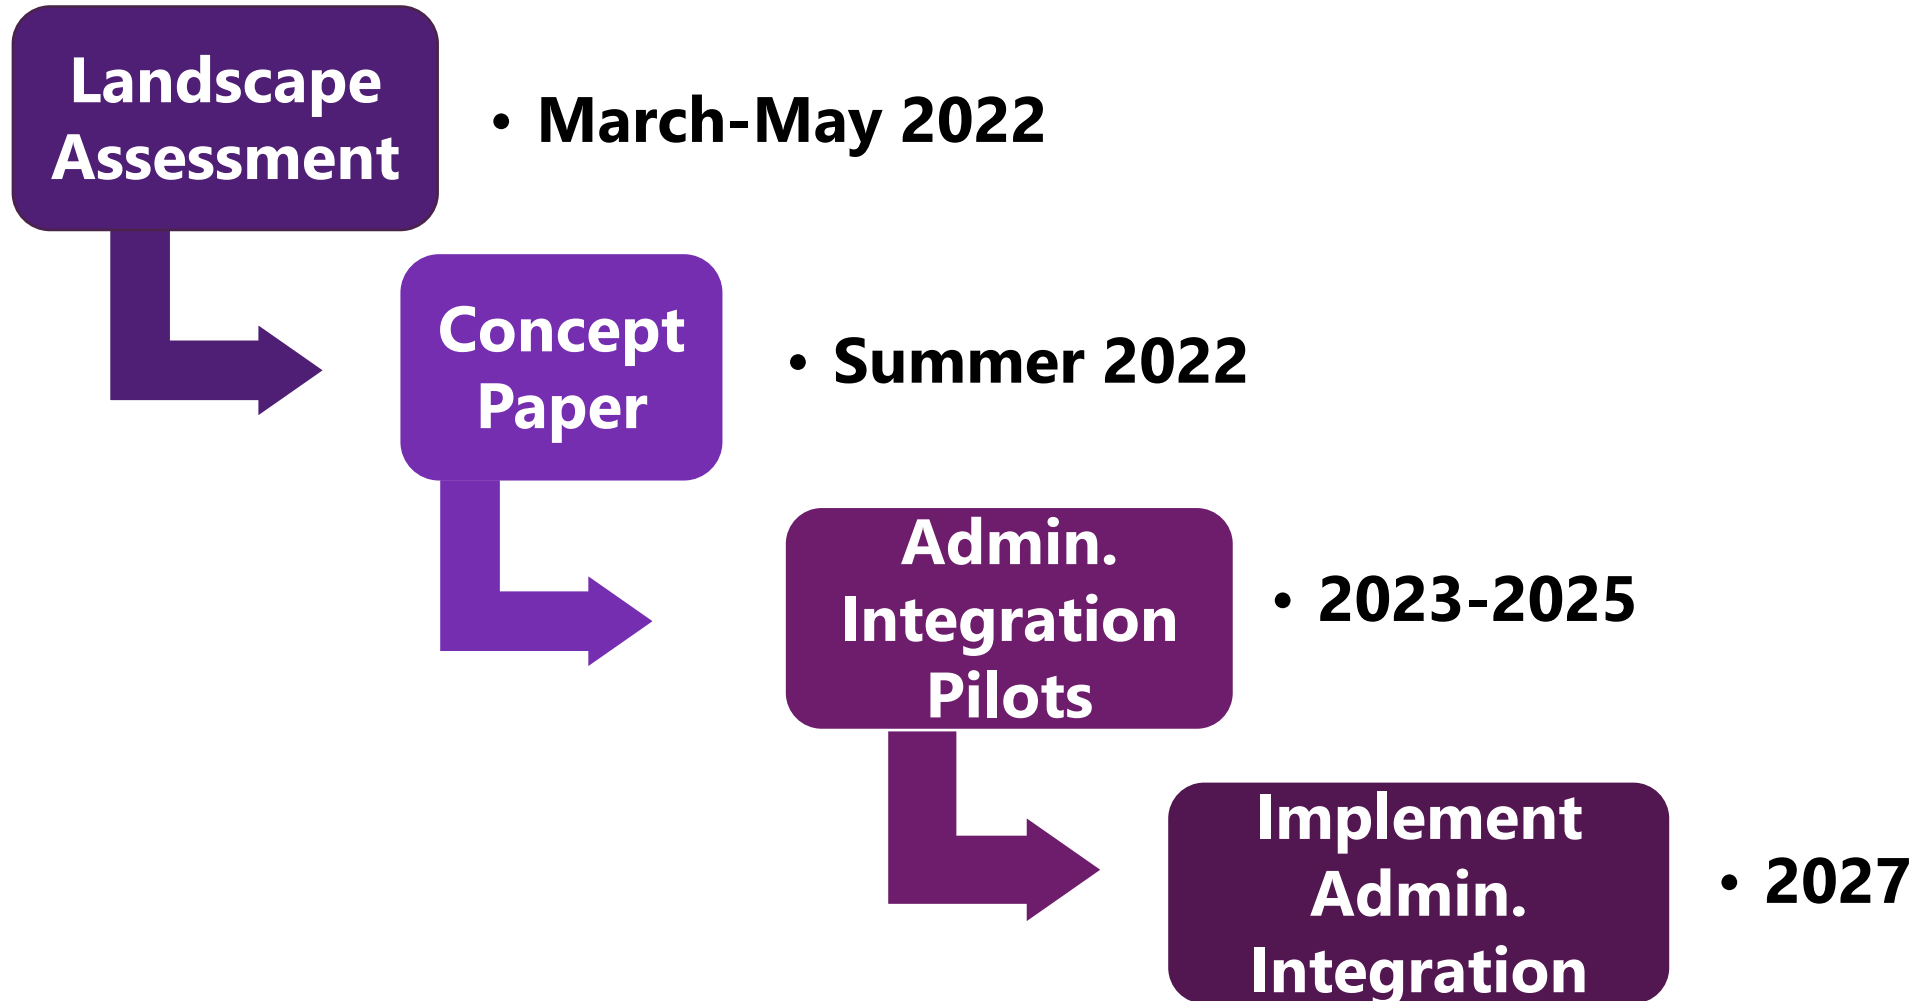 Landscape
Assessment
• March-May 2022
Concept
Paper
• Summer 2022
Admin.
Integration
Pilots
• 2023-2025
Implement
Admin.
Integration
• 2027